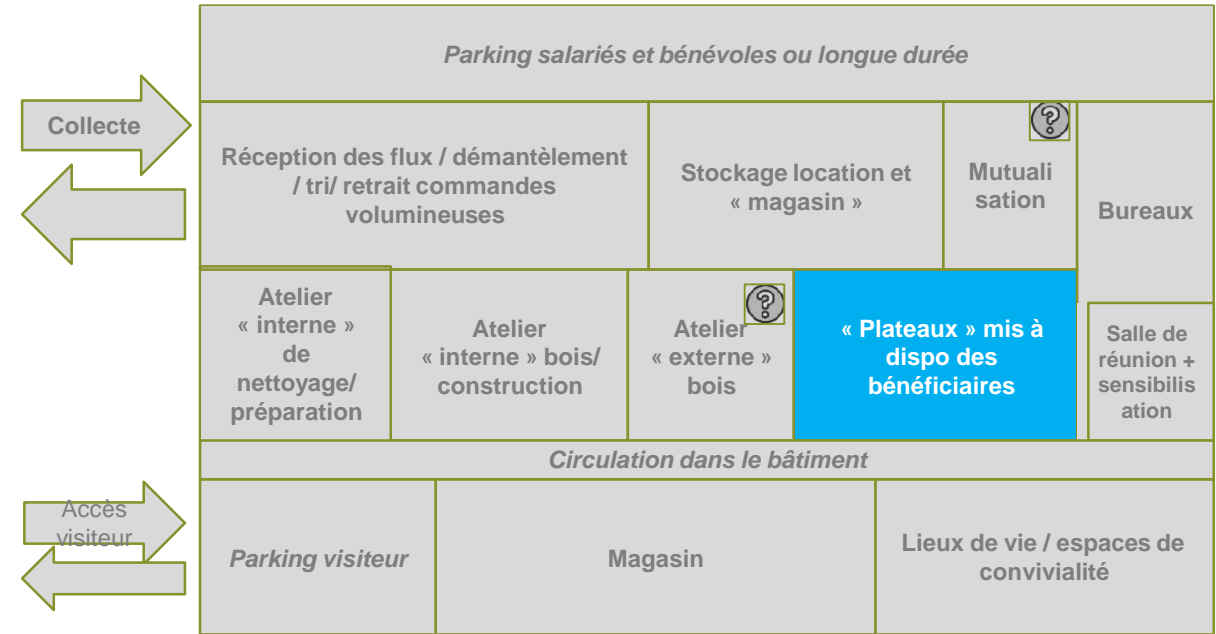 Parking salariés et bénévoles ou longue durée
Collecte
Réception des flux / démantèlement
/ tri/ retrait commandes
volumineuses
Stockage location et
« magasin »
?
Mutuali
sation
Bureaux
Atelier
« interne »
de
nettoyage/
préparation
Atelier
« interne » bois/
construction
?
Atelier
« externe »
bois
« Plateaux » mis à
dispo des
bénéficiaires
Salle de
réunion +
sensibilis
ation
Circulation dans le bâtiment
Accès
visiteur
Parking visiteur
Magasin
Lieux de vie / espaces de
convivialité